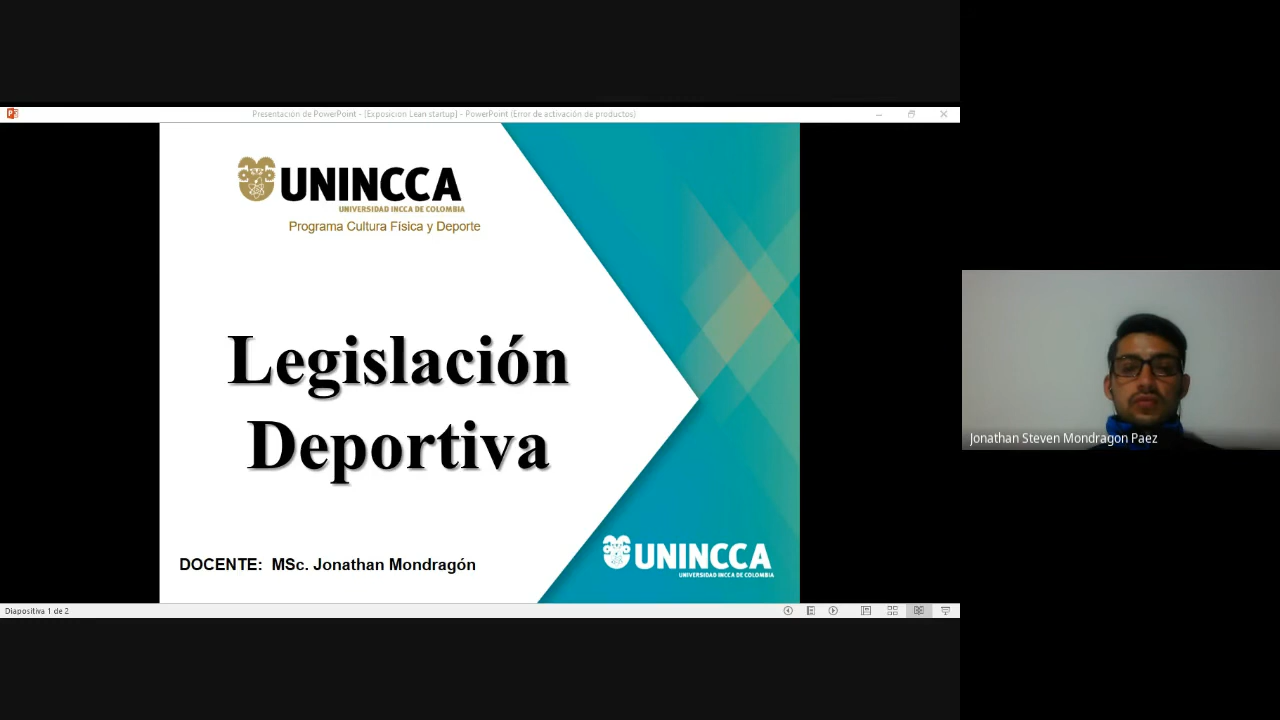 Presentación de PowerPoint - [Exposicion Lean startup] - PowerPoint (Error de activación de productos)
UNINCCA
UNIVERSIDAD INCCA DE COLOMBIA
Programa Cultura Física y Deporte
Legislación
Deportiva
DOCENTE: MSc. Jonathan Mondragón
UNINCCA
UNIVERSIDAD INCCA DE COLOMBIA
Diapositiva 1 de 2
Jonathan Steven Mondragon Paez